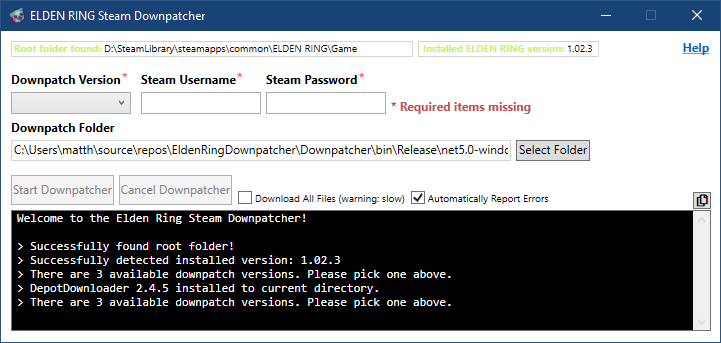 ELDEN RING Steam Downpatcher
Root folder found: D:\SteamLibrary\steamapps\common\ELDEN RING\Game
Installed ELDEN RING version: 1.02.3
Help
Downpatch Version* Steam Username* Steam Password*
* Required items missing
Downpatch Folder
C:\Users\matth\source\repos\EldenRingDownpatcher\Downpatcher\bin\Release\net5.0-windo
Select Folder
Start Downpatcher Cancel Downpatcher Download All Files (warning: slow) Automatically Report Errors
Welcome to the Elden Ring Steam Downpatcher!
> Successfully found root folder!
> Successfully detected installed version: 1.02.3
> There are 3 available downpatch versions. Please pick one above.
> DepotDownloader 2.4.5 installed to current directory.
> There are 3 available downpatch versions. Please pick one above.